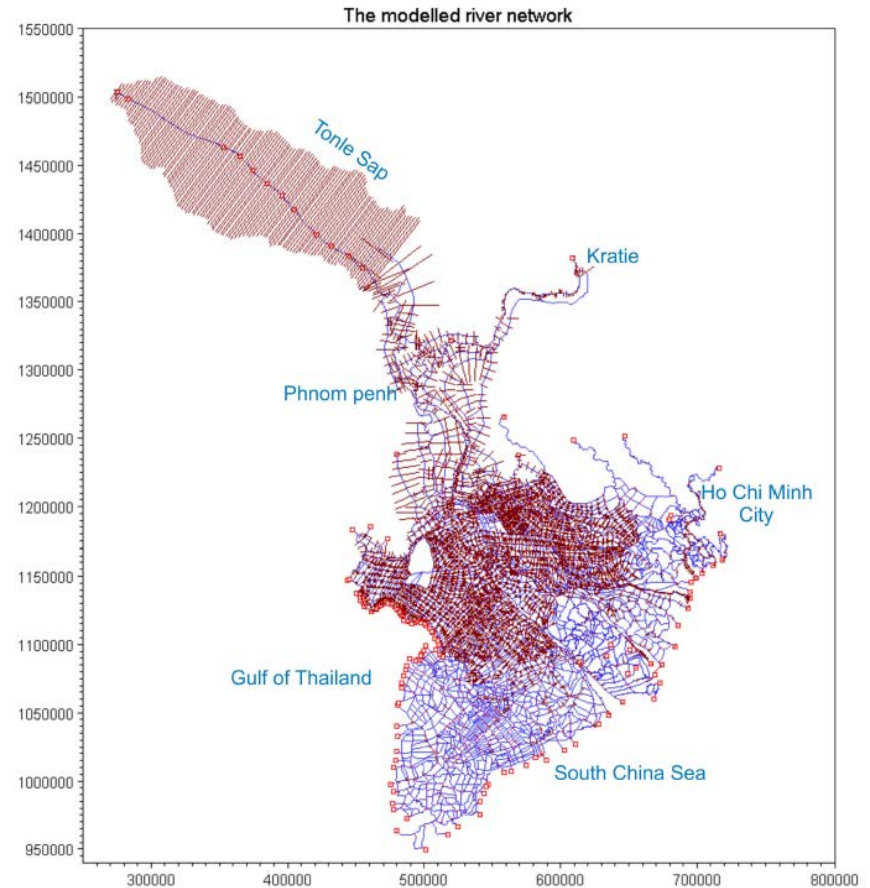 The modelled river network
1550000
1500000
1450000
1400000
1350000
1300000
1250000
1200000
1150000
1100000
1050000
1000000
950000
Tonle Sap
Kratie
Phnom penh
Ho Chi Minh
City
Gulf of Thailand
South China Sea
300000 400000 500000 600000 700000 800000